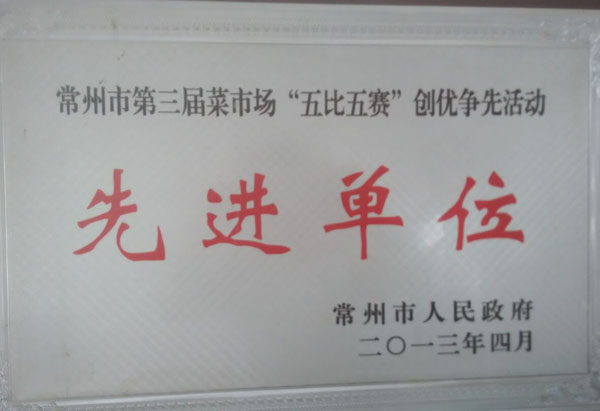 常州市第三届菜市场“五比五赛”创优争先活动
先进单位
常州市人民政府
二〇一三年四月